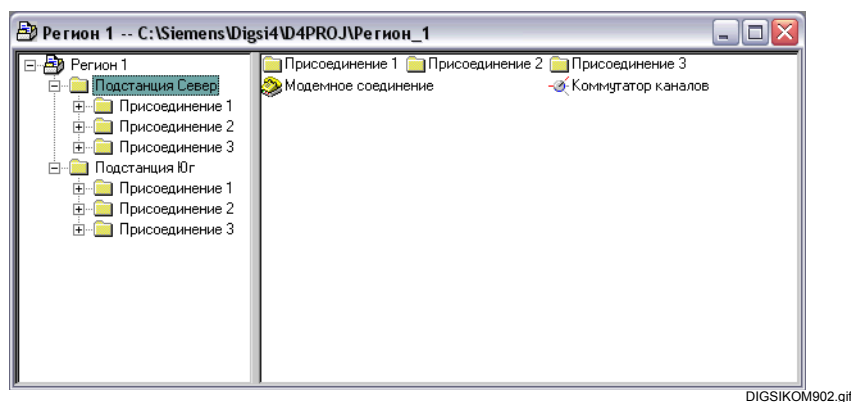 Регион 1 -- C:\Siemens\Digsi4\D4PROJ\Регион_1
Регион 1
Подстанция Север
Присоединение 1
Присоединение 2
Присоединение 3
Подстанция Юг
Присоединение 1
Присоединение 2
Присоединение 3
Присоединение 1 Присоединение 2 Присоединение 3
Модемное соединение Коммутатор каналов
DIGSIKOM902.gif